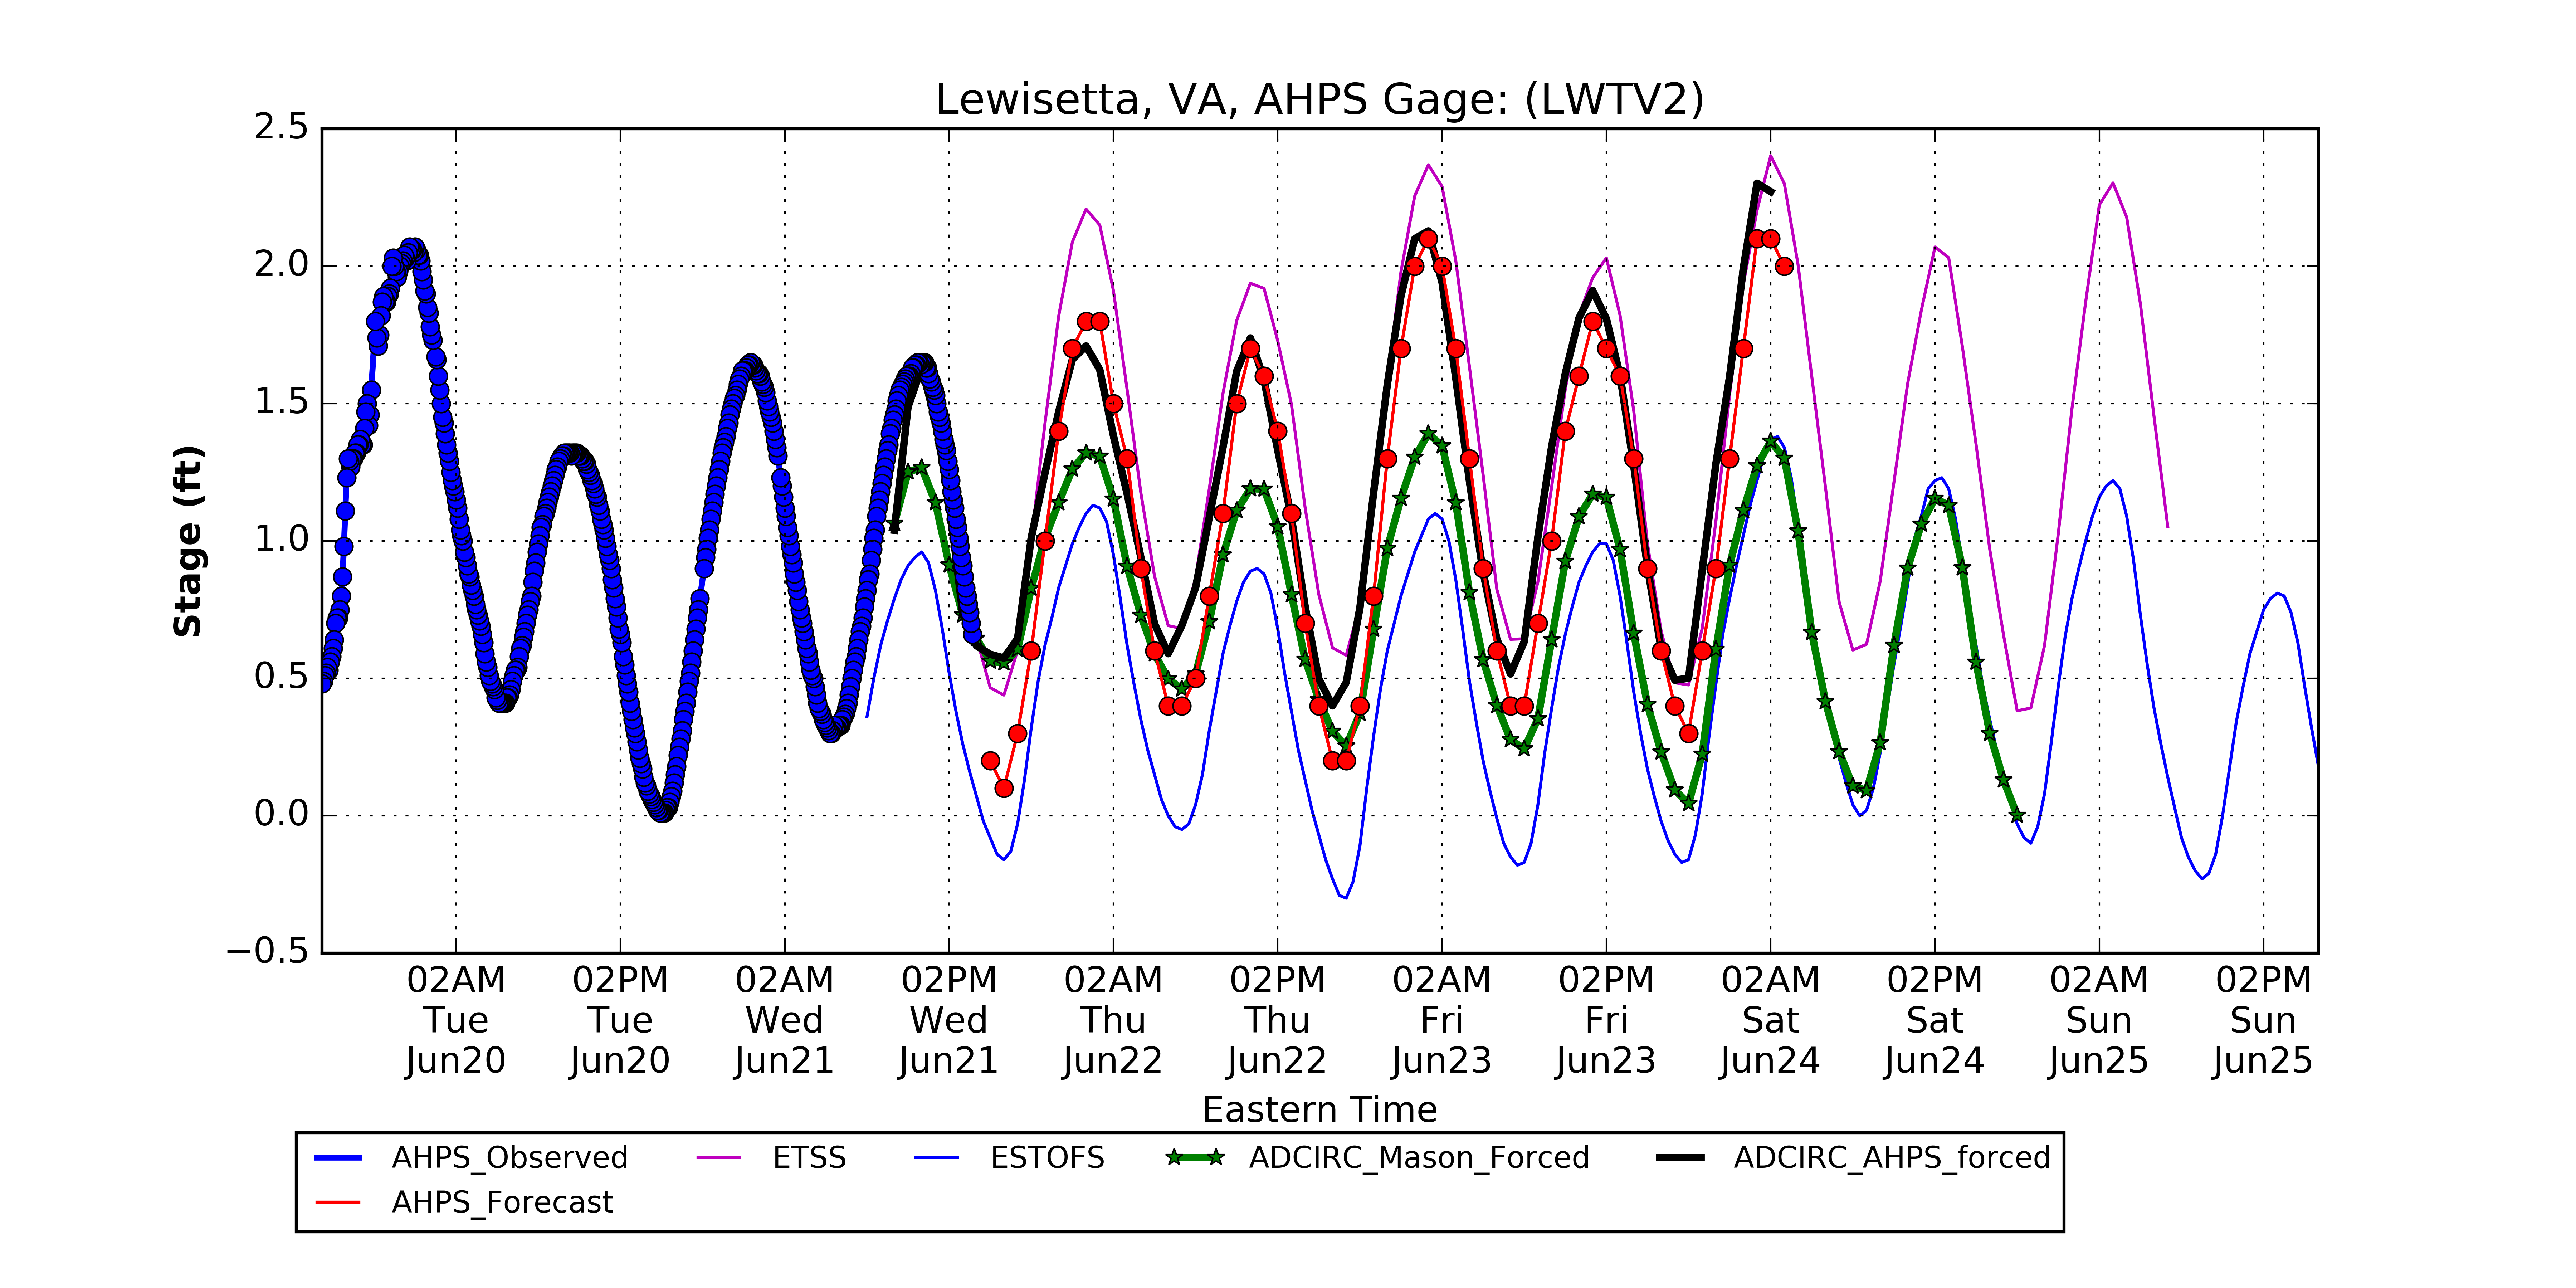 Lewisetta, VA, AHPS Gage: (LWTV2)
2.5
2.0
1.5
1.0
0.5
0.0
−0.5
Stage (ft)
02AM 02PM 02AM 02PM 02AM 02PM 02AM 02PM 02AM 02PM 02AM 02PM
Tue Tue Wed Wed Thu Thu Fri Fri Sat Sat Sun Sun
Jun20 Jun20 Jun21 Jun21 Jun22 Jun22 Jun23 Jun23 Jun24 Jun24 Jun25 Jun25
Eastern Time
AHPS_Observed ETSS ESTOFS ADCIRC_Mason_Forced ADCIRC_AHPS_forced
AHPS_Forecast